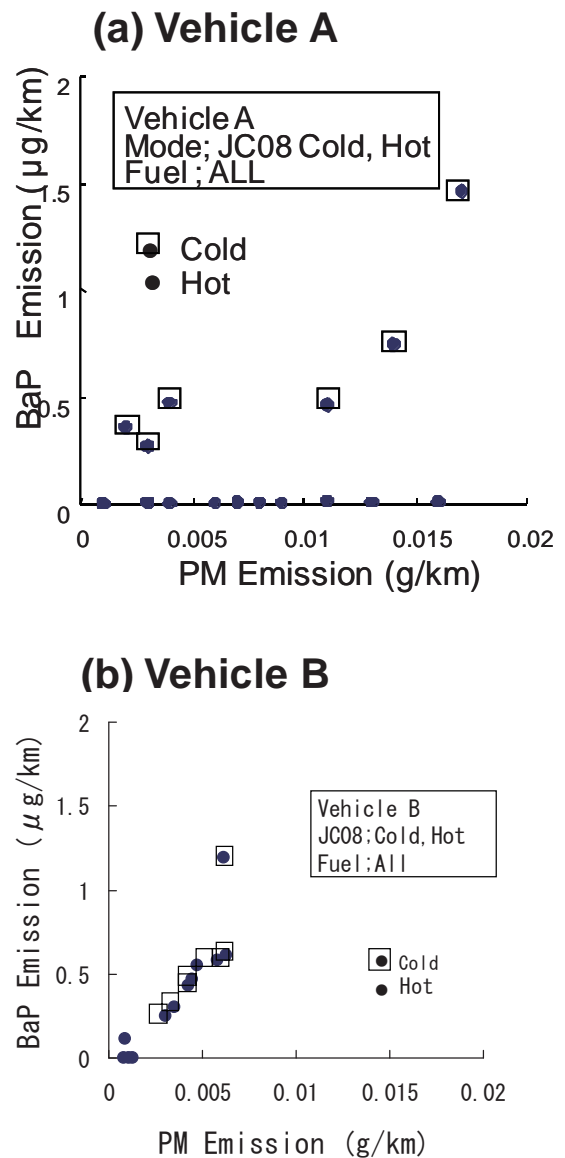 (a) Vehicle A
BaP Emission (μg/km)
2
1.5
1
0.5
0
Vehicle A
Mode; JC08 Cold, Hot
Fuel ; ALL
Cold
Hot
0 0.005 0.01 0.015 0.02
PM Emission (g/km)
(b) Vehicle B
BaP Emission (μg/km)
2
1.5
1
0.5
0
Vehicle B
JC08;Cold,Hot
Fuel;All
Cold
Hot
0 0.005 0.01 0.015 0.02
PM Emission (g/km)